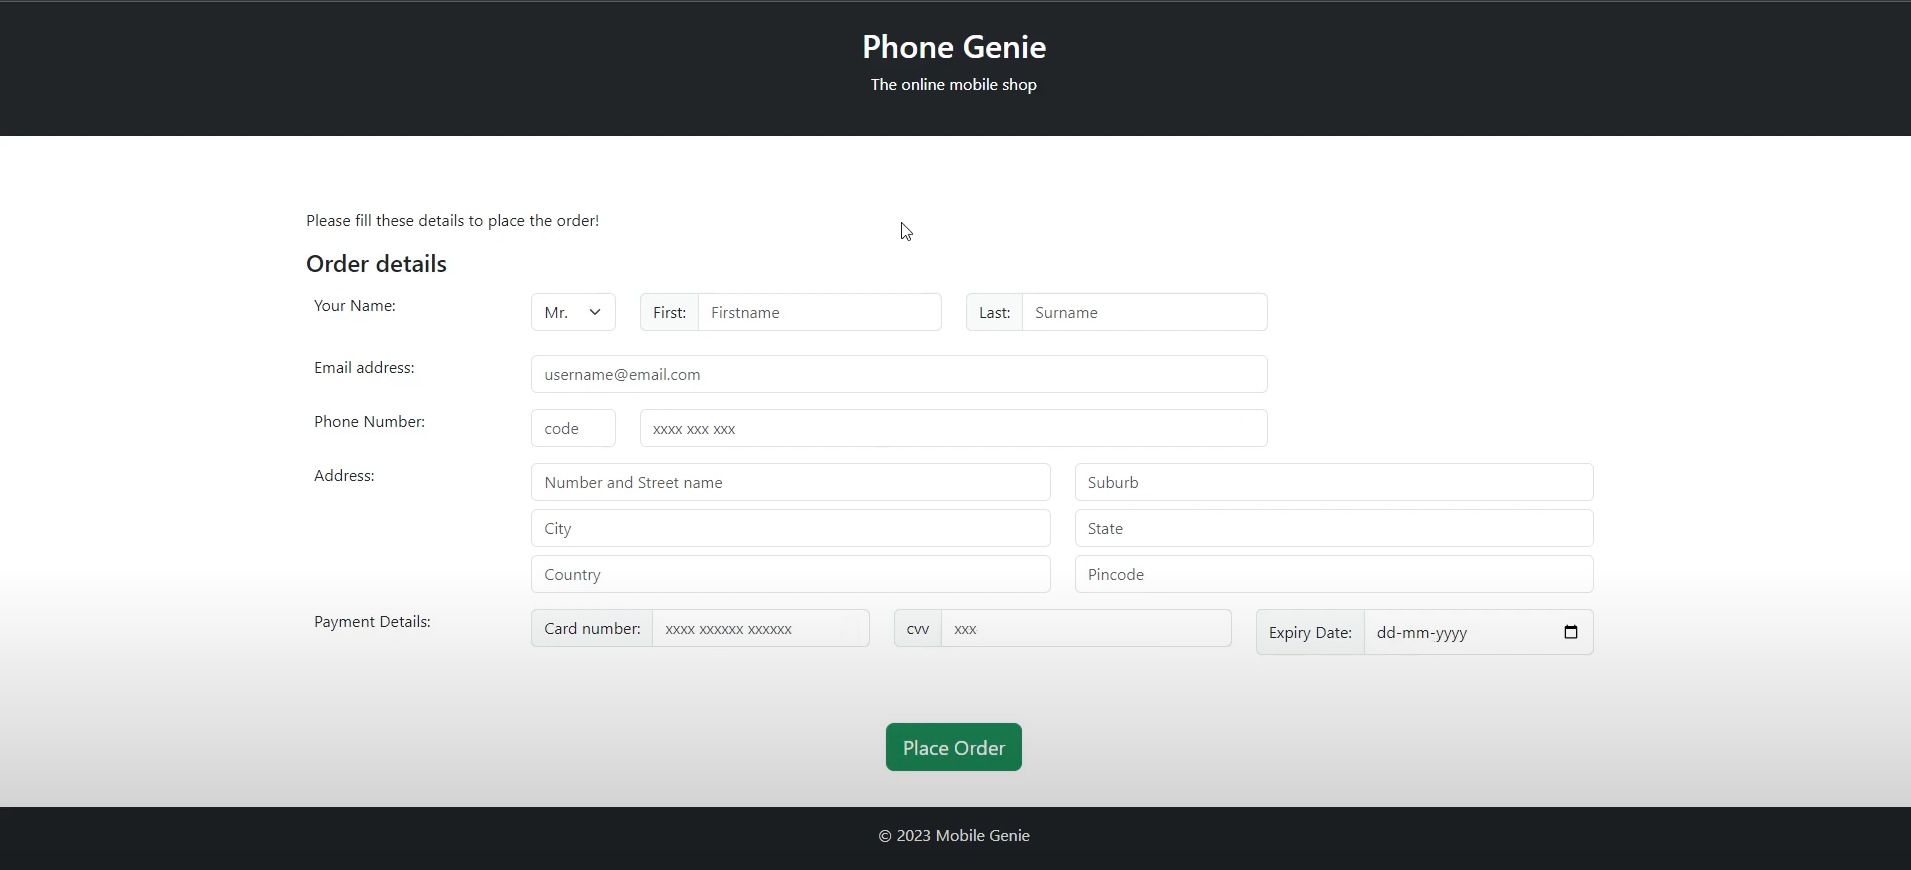 Phone Genie
The online mobile shop
Please fill these details to place the order!
Order details
Your Name: Mr. First: Firstname Last: Surname
Email address: username@email.com
Phone Number: code xxxx xxx xxx
Address: Number and Street name Suburb
City State
Country Pincode
Payment Details: Card number: xxxx xxxxxx xxxxxx cvv xxx Expiry Date: dd-mm-yyyy
Place Order
© 2023 Mobile Genie